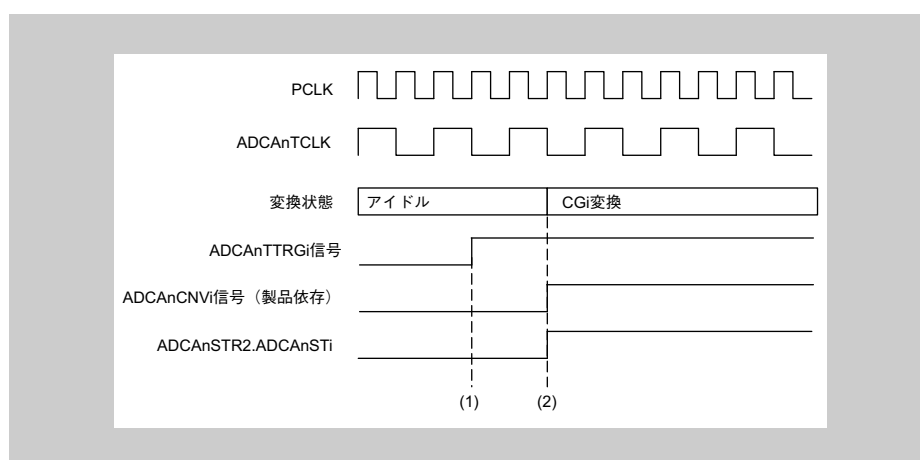 PCLK
ADCAnTCLK
変換状態 アイドル CGi変換
ADCAnTTRGi信号
ADCAnCNVi信号（製品依存）
ADCAnSTR2.ADCAnSTi
(1) (2)